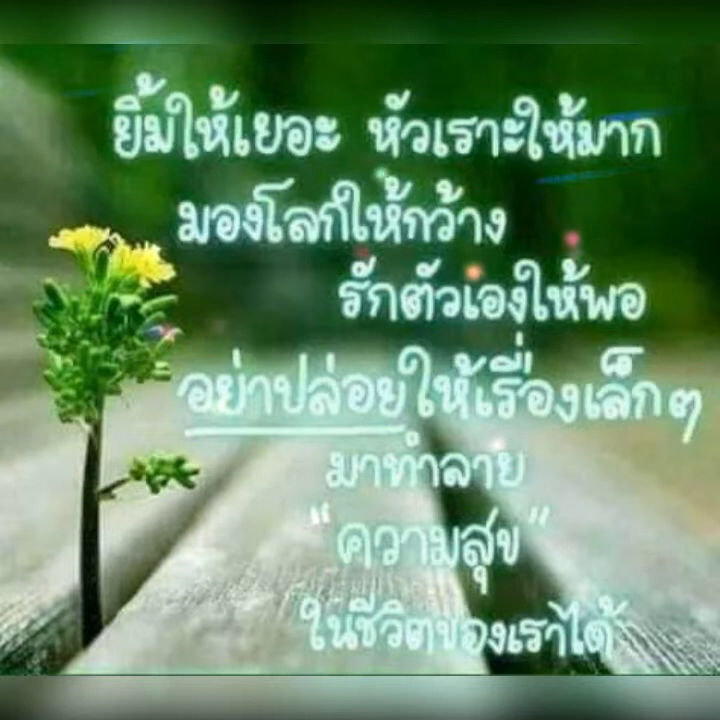 ยิ้มให้เยอะ หัวเราะให้มาก
มองโลกให้กว้าง
รักตัวเองให้พอ
อย่าปล่อยให้เรื่องเล็กๆ
มาทำลาย
“ความสุข”
ในชีวิตของเราได้